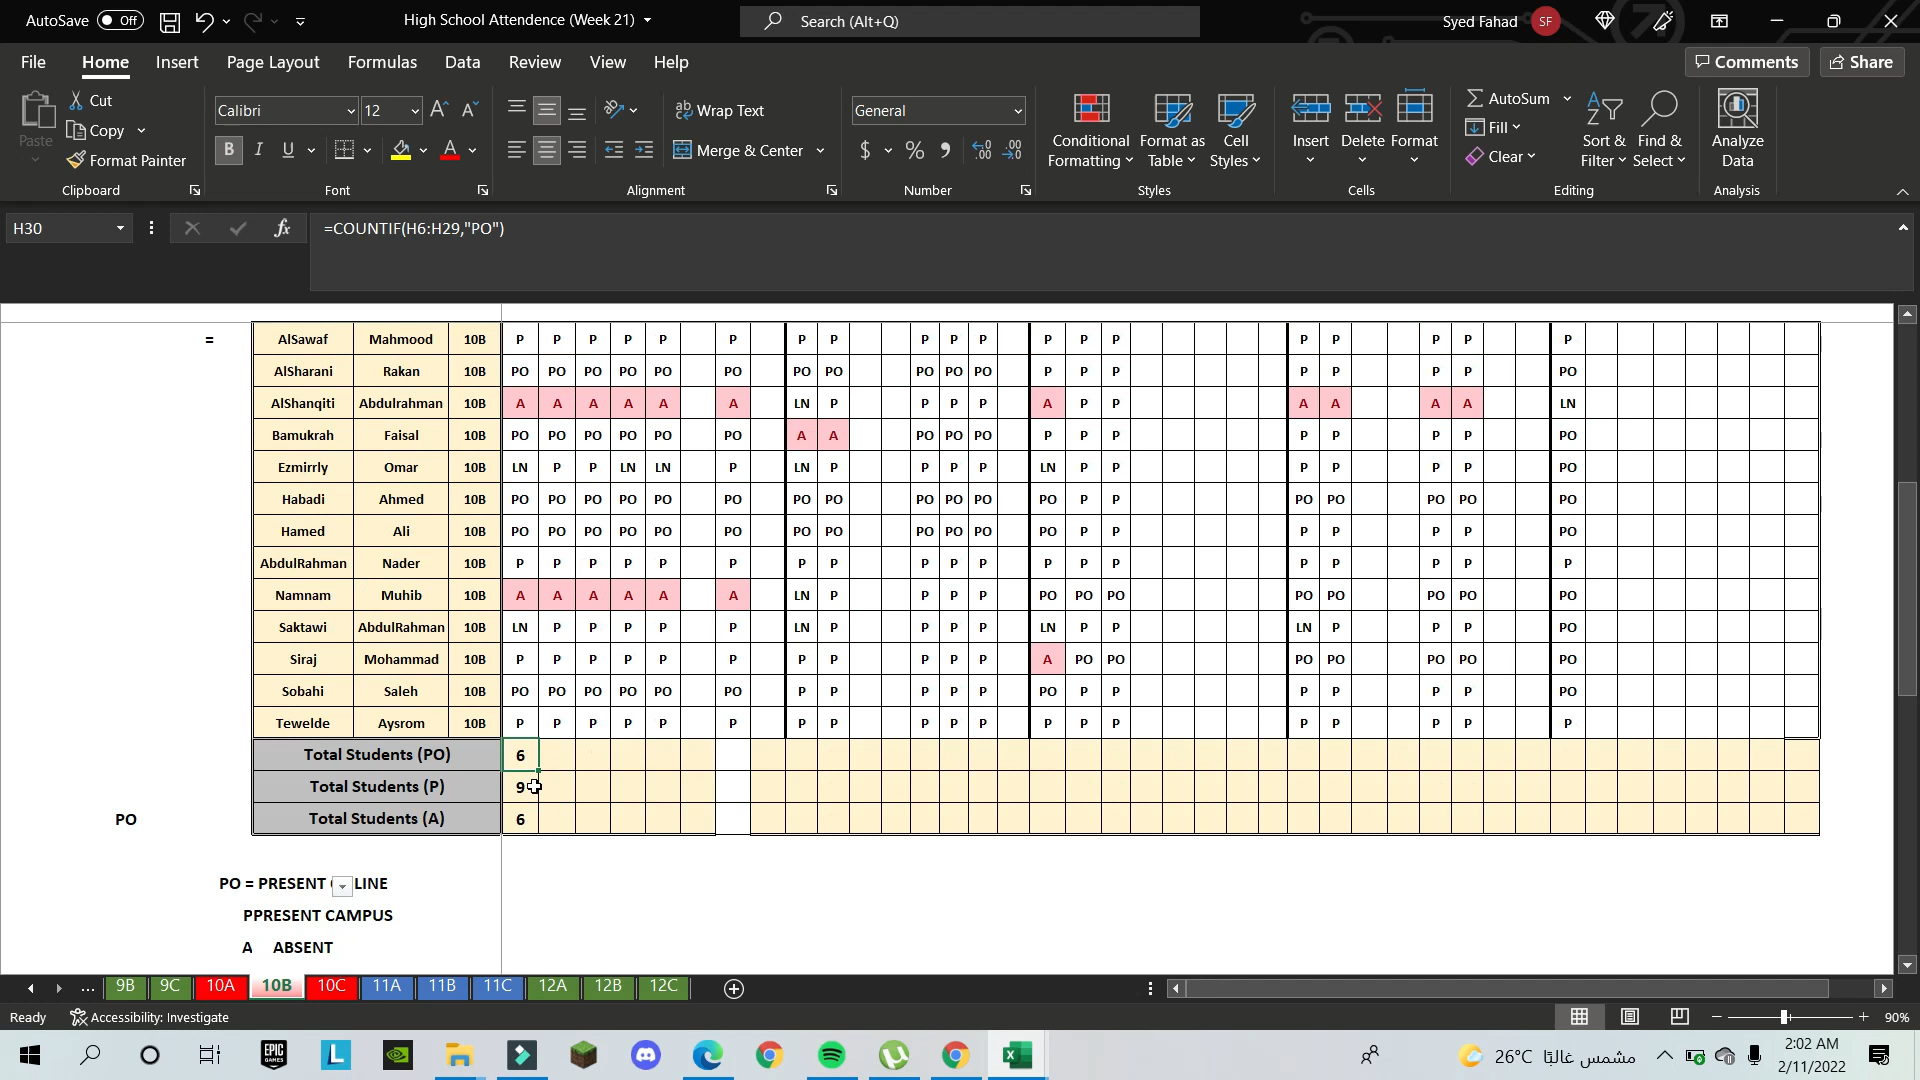 AutoSave Off High School Attendence (Week 21) Search (Alt+Q) Syed Fahad SF
File Home Insert Page Layout Formulas Data Review View Help Comments Share
Paste Cut Copy Format Painter
Clipboard
Calibri 12
B I U
Font
Wrap Text
Merge & Center
Alignment
General
$ % 9
Number
Conditional Formatting Format as Table Cell Styles
Styles
Insert Delete Format
Cells
AutoSum Fill Clear Sort & Filter Find & Select
Editing
Analyze Data
Analysis
H30 fx =COUNTIF(H6:H29,"PO")
= AlSawaf Mahmood 10B P P P P P P P P P P P P P P P P P P P
AlSharani Rakan 10B PO PO PO PO PO PO PO PO PO PO PO P P P P P P P PO
AlShanqiti Abdulrahman 10B A A A A A A LN P P P P A P P A A A A LN
Bamukrah Faisal 10B PO PO PO PO PO PO A A PO PO PO P P P P P P P PO
Ezmirrly Omar 10B LN P P LN LN P LN P P P P LN P P P P P P PO
Habadi Ahmed 10B PO PO PO PO PO PO PO PO PO PO PO PO P P PO PO PO PO PO
Hamed Ali 10B PO PO PO PO PO PO PO PO PO PO PO PO P P P P P P PO
AbdulRahman Nader 10B P P P P P P P P P P P P P P P P P P P
Namnam Muhib 10B A A A A A A LN P P P P PO PO PO PO PO PO PO PO
Saktawi AbdulRahman 10B LN P P P P P LN P P P P LN P P LN P P P PO
Siraj Mohammad 10B P P P P P P P P P P P A PO PO PO PO PO PO PO
Sobahi Saleh 10B PO PO PO PO PO PO P P P P P PO P P P P P P PO
Tewelde Aysrom 10B P P P P P P P P P P P P P P P P P P P
Total Students (PO) 6
Total Students (P) 9
PO Total Students (A) 6
PO = PRESENT LINE
PPRESENT CAMPUS
A ABSENT
... 9B 9C 10A 10B 10C 11A 11B 11C 12A 12B 12C
Ready Accessibility: Investigate 90%
EPIC GAMES L 26°C مشمس غالبًا 2:02 AM
2/11/2022